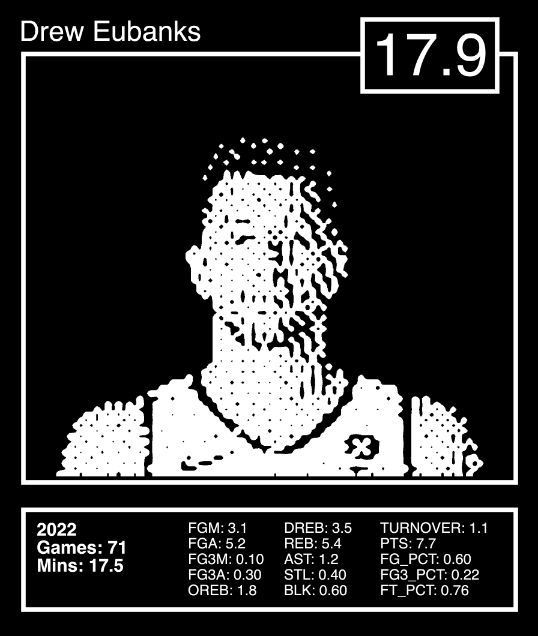 Drew Eubanks
17.9
2022
Games: 71
Mins: 17.5
FGM: 3.1
FGA: 5.2
FG3M: 0.10
FG3A: 0.30
OREB: 1.8
DREB: 3.5
REB: 5.4
AST: 1.2
STL: 0.40
BLK: 0.60
TURNOVER: 1.1
PTS: 7.7
FG_PCT: 0.60
FG3_PCT: 0.22
FT_PCT: 0.76